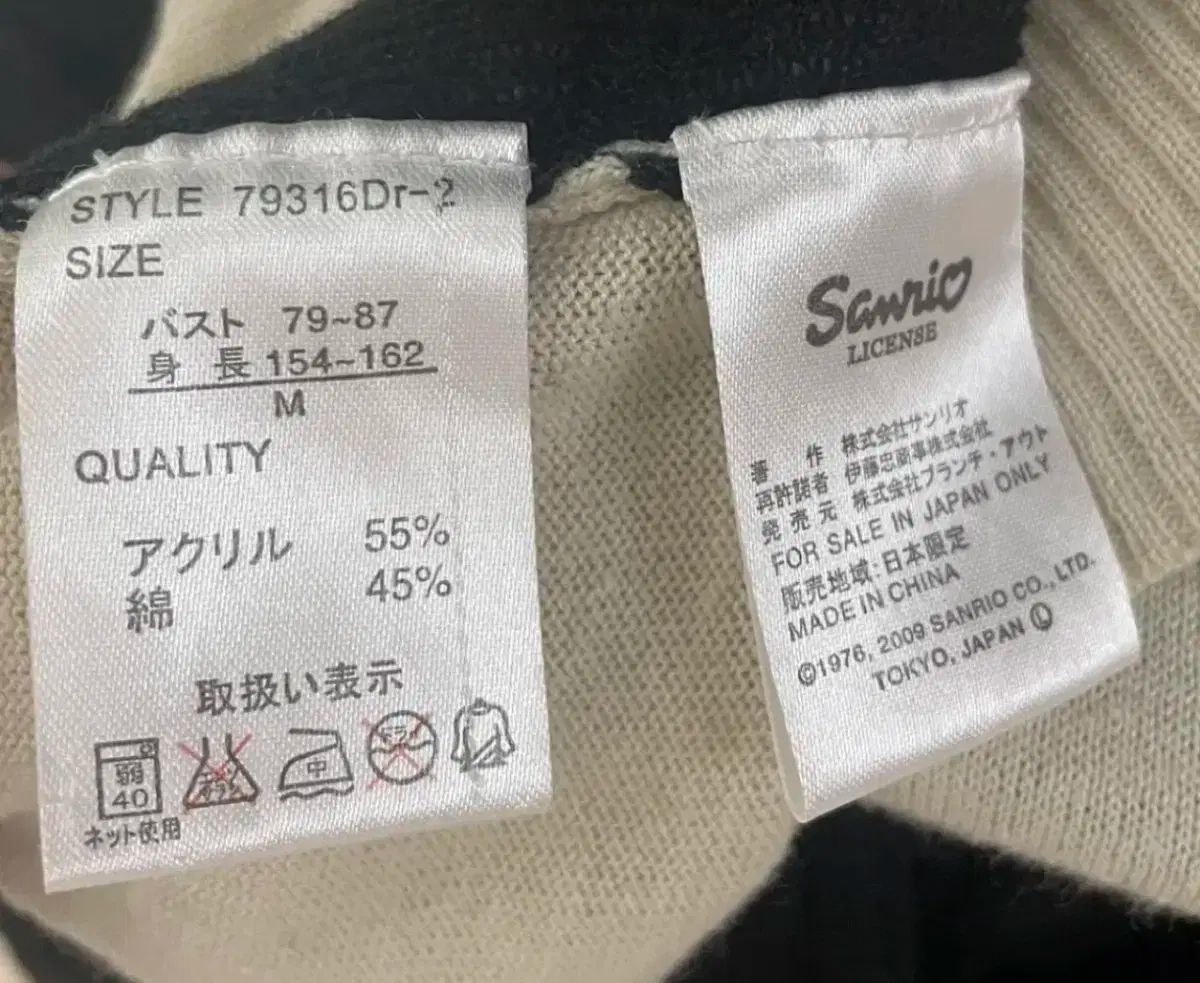 STYLE 79316Dr-2
SIZE
バスト 79~87
身 長 154~162
M
QUALITY
アクリル 55%
綿 45%
取扱い表示
弱
40
中
ネット使用
Sanrio
LICENSE
著 作 株式会社サンリオ
再許諾者 伊藤忠商事株式会社
発売元 株式会社ブランチ・アウト
FOR SALE IN JAPAN ONLY
販売地域:日本限定
MADE IN CHINA
©1976, 2009 SANRIO CO., LTD.
TOKYO, JAPAN Ⓛ